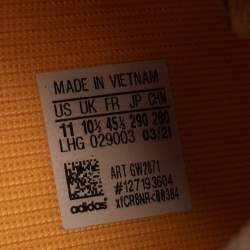 MADE IN VIETNAM
US UK FR JP CHN
11 10½ 45⅓ 290 280
LHG 029003 03/21
ART GW2871
#127193604
adidas